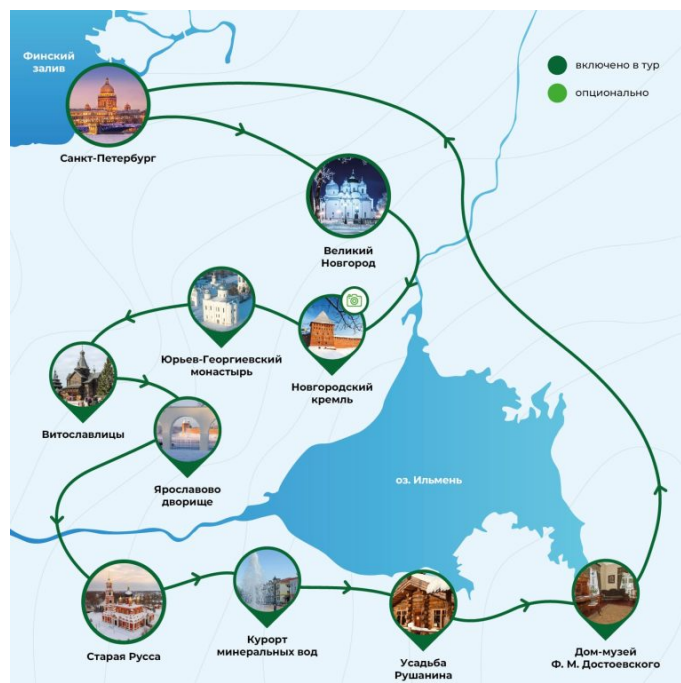 Финский
залив
включено в тур
опционально
Санкт-Петербург
Великий
Новгород
Юрьев-Георгиевский
монастырь
Новгородский
кремль
Витославлицы
Ярославово
дворище
оз. Ильмень
Старая Русса
Курорт
минеральных вод
Усадьба
Рушанина
Дом-музей
Ф. М. Достоевского